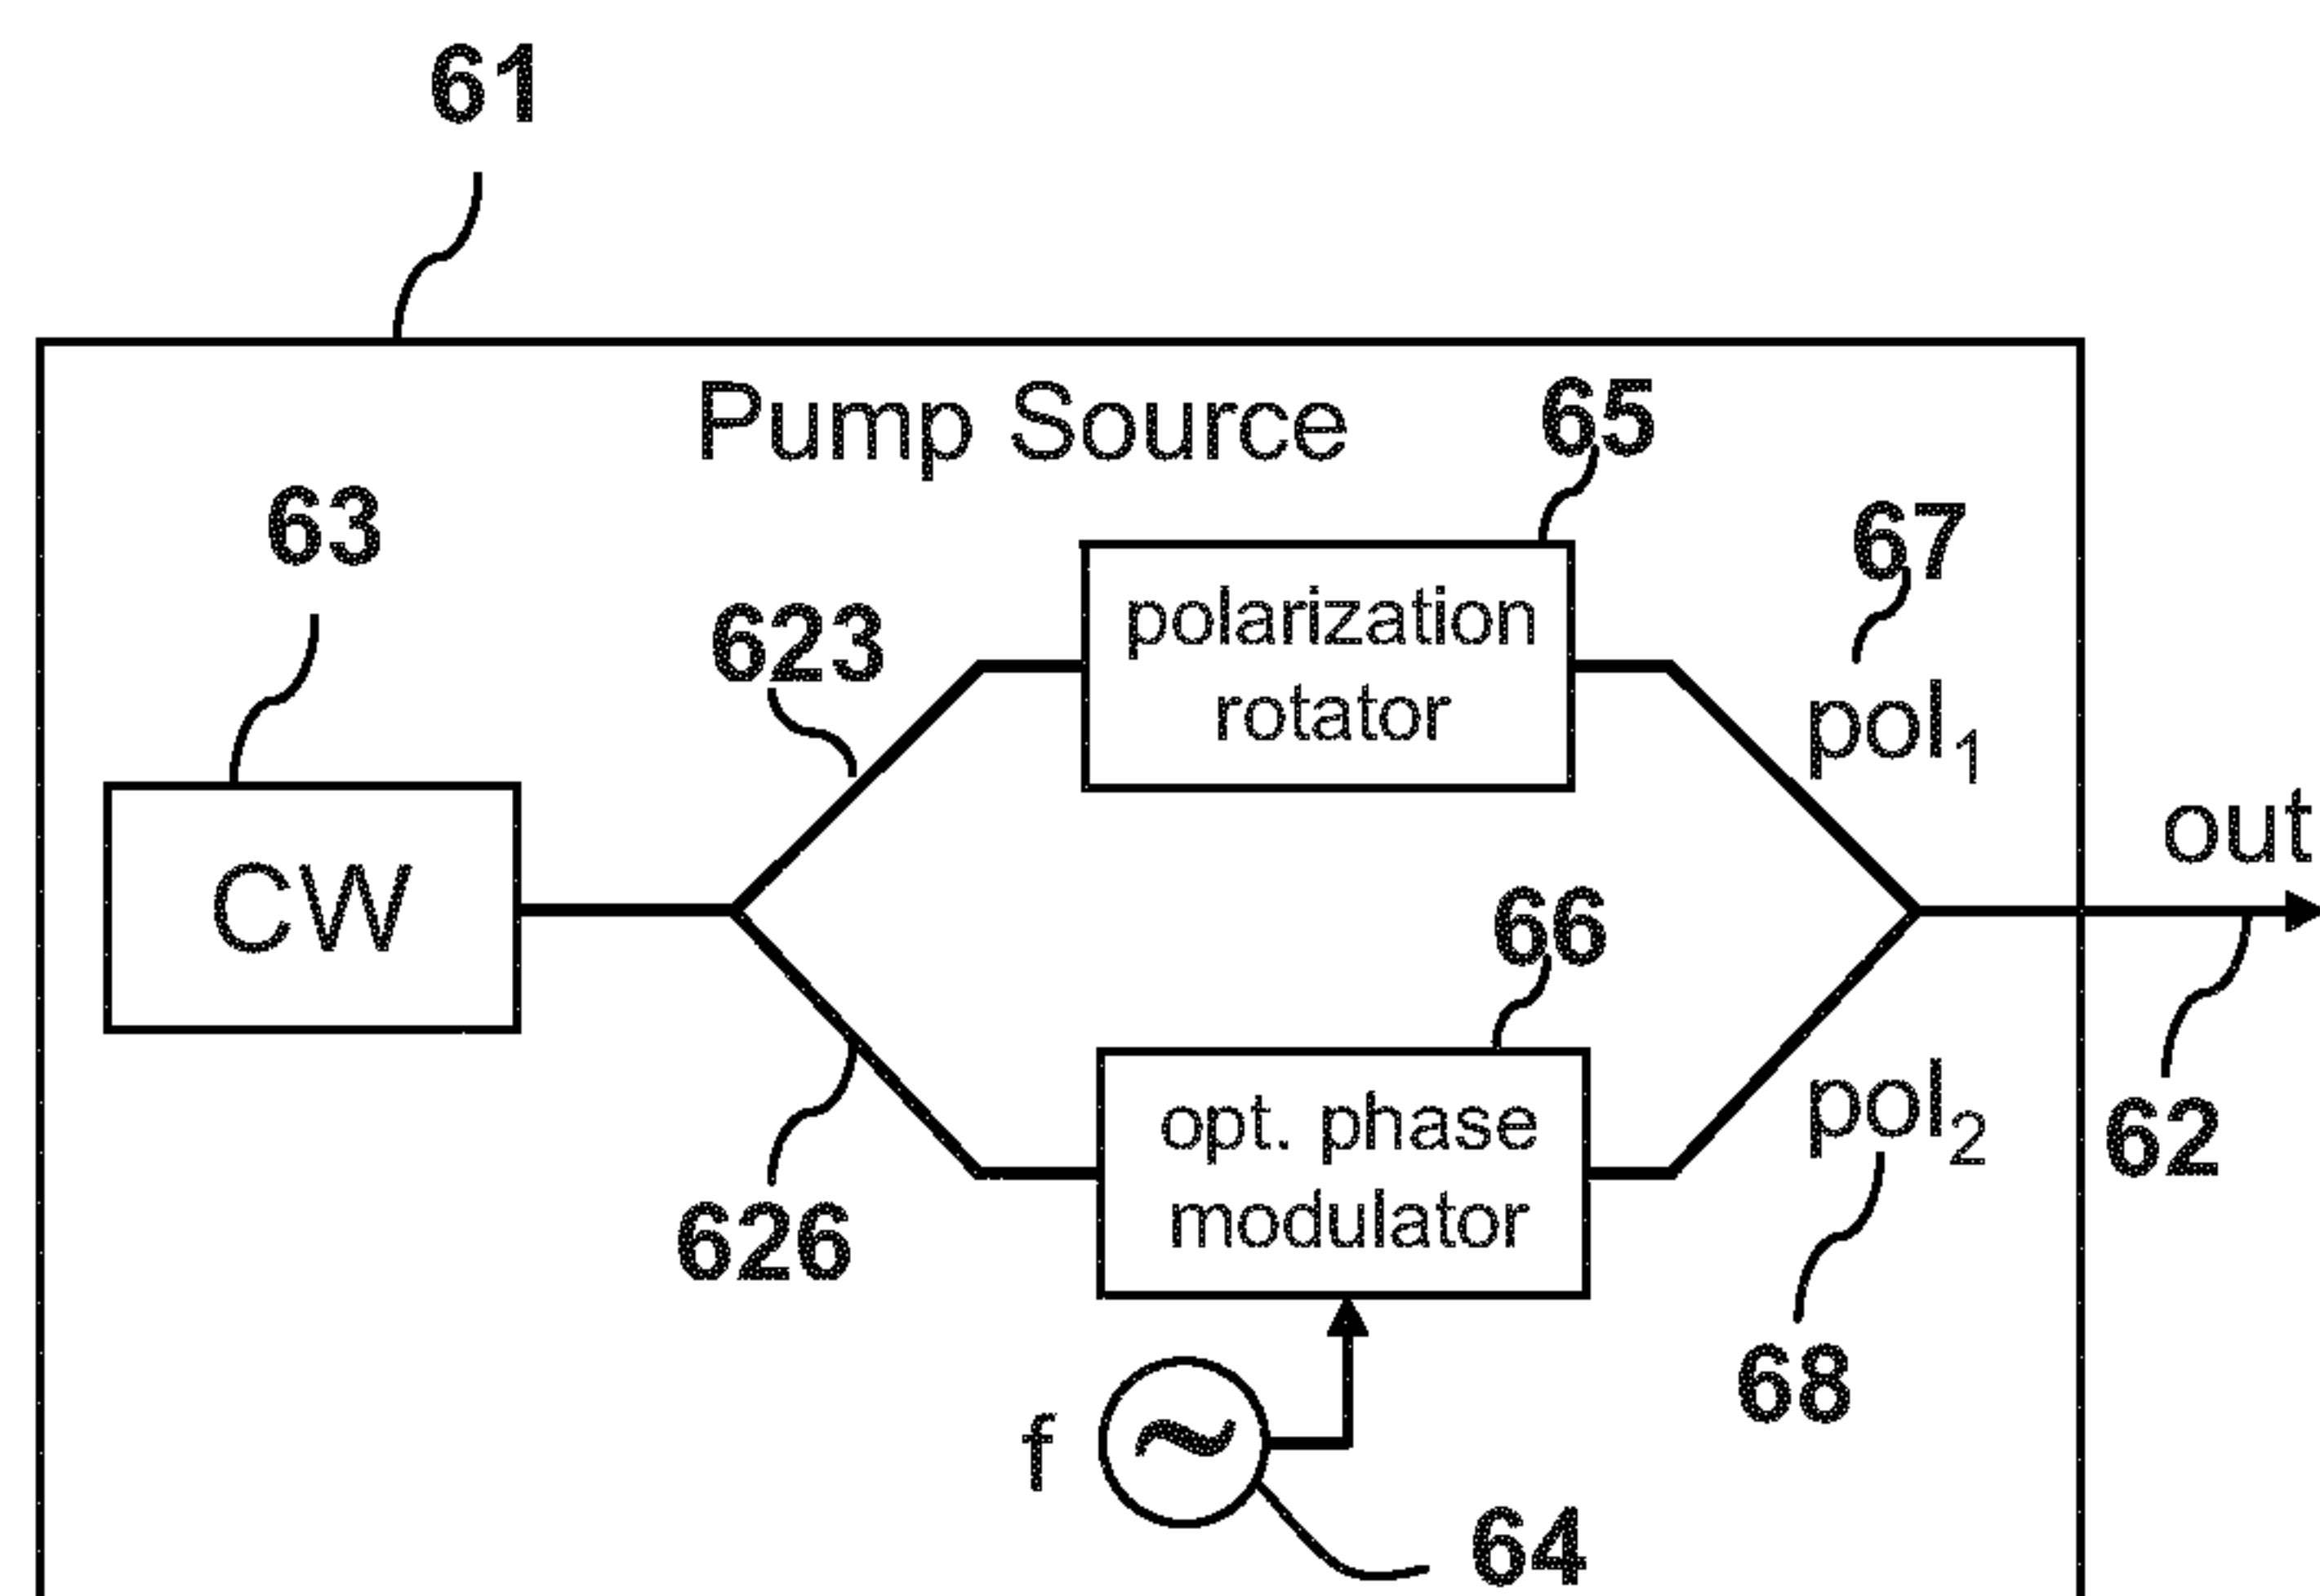 61
Pump Source
65
63
67
623
polarization
rotator
pol1
out
CW
66
opt. phase
modulator
pol2
62
626
68
f
~
64